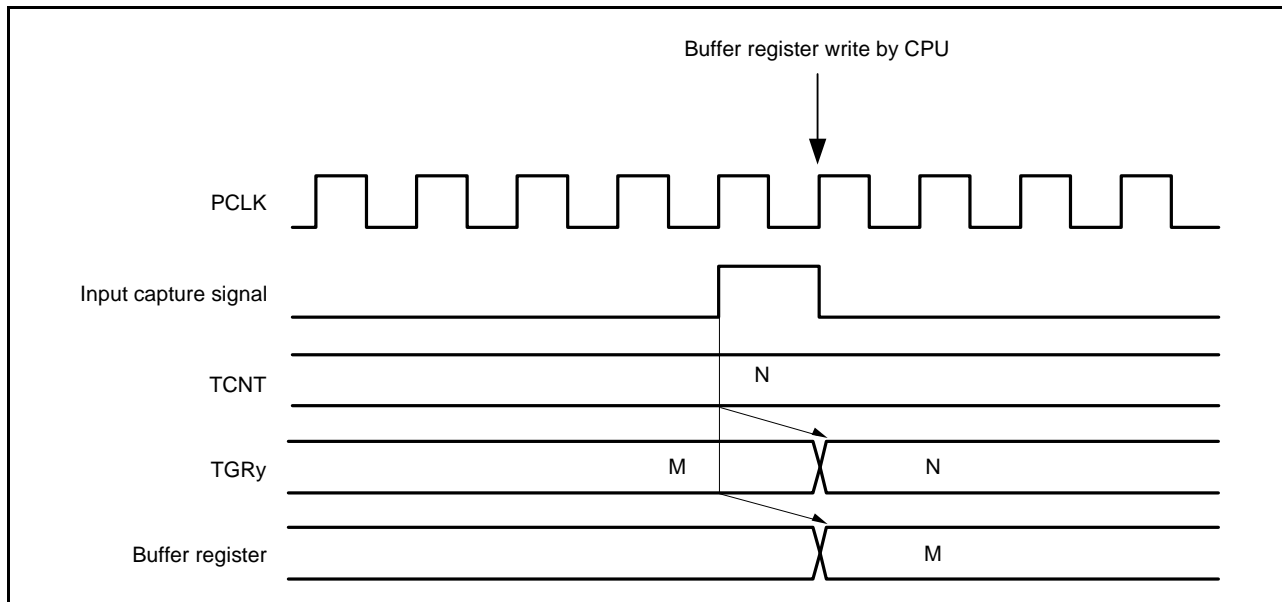 Buffer register write by CPU
PCLK
Input capture signal
TCNT
N
TGRy
M
N
Buffer register
M